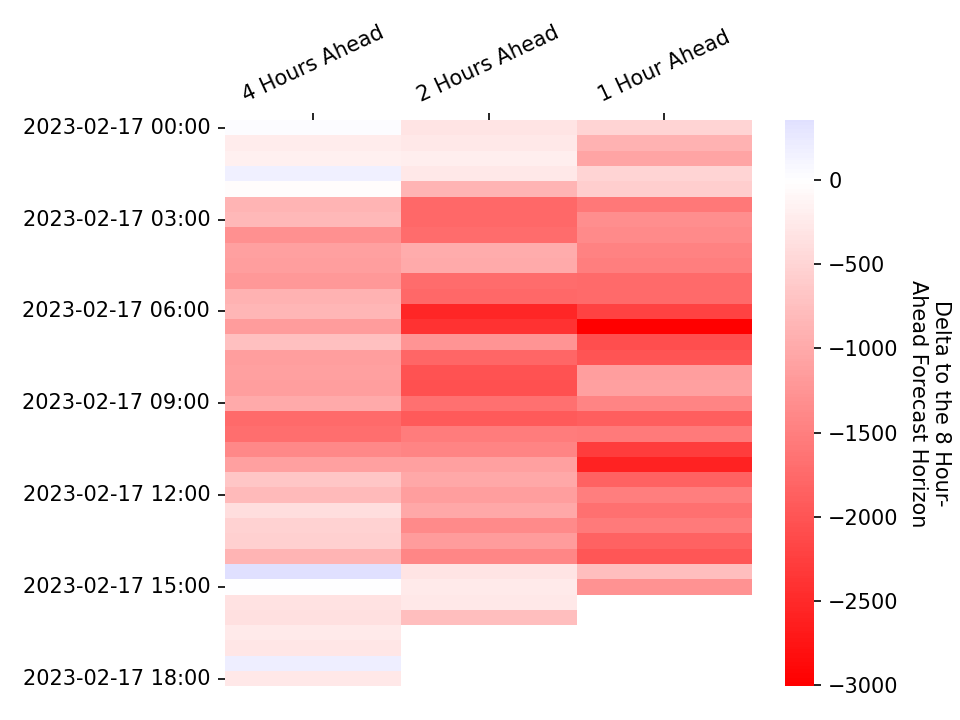 4 Hours Ahead
2 Hours Ahead
1 Hour Ahead
2023-02-17 00:00
2023-02-17 03:00
2023-02-17 06:00
2023-02-17 09:00
2023-02-17 12:00
2023-02-17 15:00
2023-02-17 18:00
0
−500
−1000
−1500
−2000
−2500
−3000
Delta to the 8 Hour-
Ahead Forecast Horizon